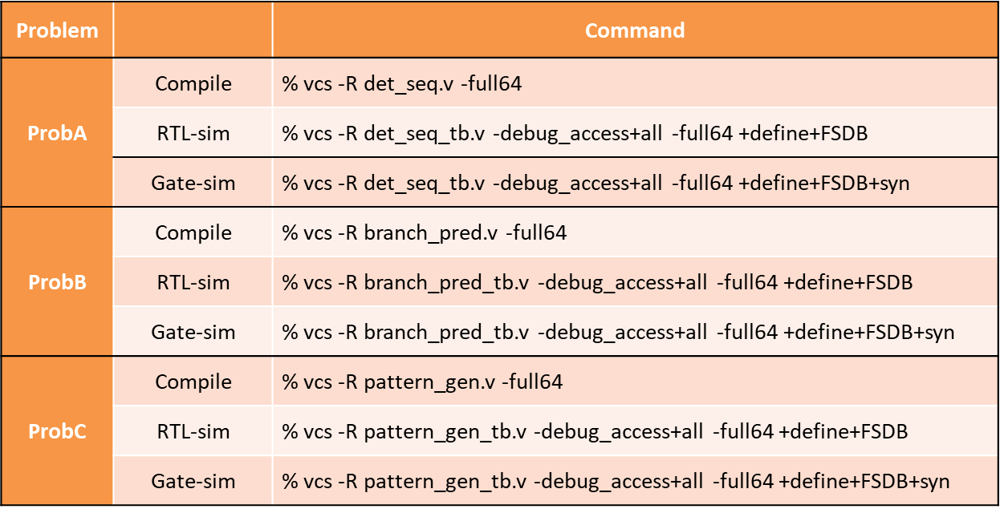 Problem Command
ProbA
Compile % vcs -R det_seq.v -full64
RTL-sim % vcs -R det_seq_tb.v -debug_access+all -full64 +define+FSDB
Gate-sim % vcs -R det_seq_tb.v -debug_access+all -full64 +define+FSDB+syn
ProbB
Compile % vcs -R branch_pred.v -full64
RTL-sim % vcs -R branch_pred_tb.v -debug_access+all -full64 +define+FSDB
Gate-sim % vcs -R branch_pred_tb.v -debug_access+all -full64 +define+FSDB+syn
ProbC
Compile % vcs -R pattern_gen.v -full64
RTL-sim % vcs -R pattern_gen_tb.v -debug_access+all -full64 +define+FSDB
Gate-sim % vcs -R pattern_gen_tb.v -debug_access+all -full64 +define+FSDB+syn